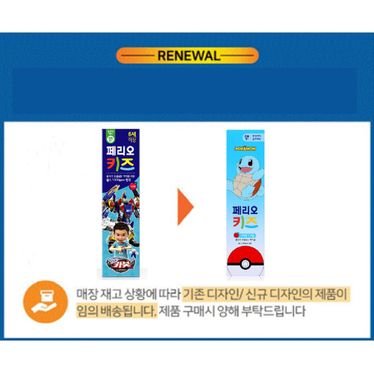 RENEWAL
6세
이상
페리오
키즈
POKÉMON
페리오
키즈
매장 재고 상황에 따라 기존 디자인/ 신규 디자인의 제품이
임의 배송됩니다. 제품 구매시 양해 부탁드립니다